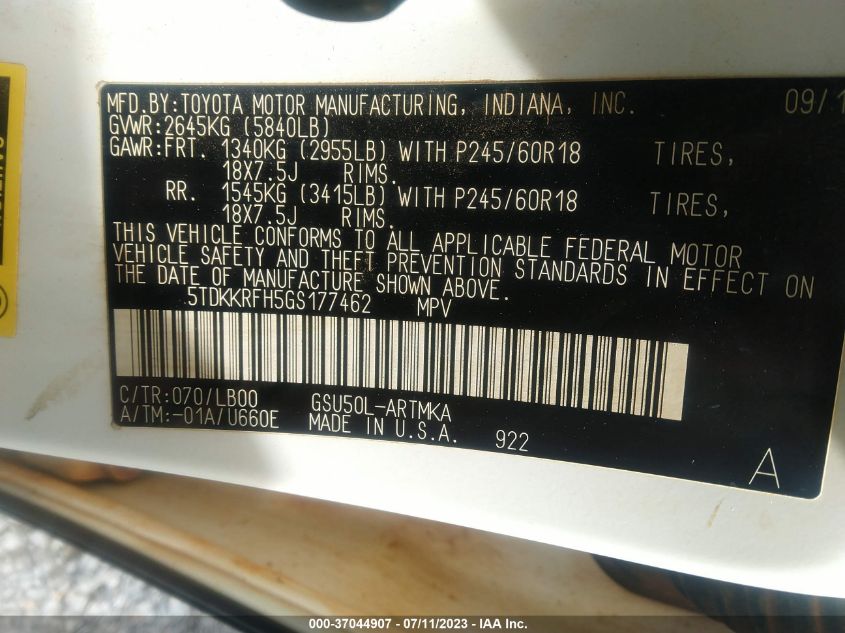 MFD.BY:TOYOTA MOTOR MANUFACTURING, INDIANA, INC. 09/1
GVWR:2645KG (5840LB)
GAWR:FRT. 1340KG (2955LB) WITH P245/60R18 TIRES,
18X7.5J RIMS.
RR. 1545KG (3415LB) WITH P245/60R18 TIRES,
18X7.5J RIMS.
THIS VEHICLE CONFORMS TO ALL APPLICABLE FEDERAL MOTOR
VEHICLE SAFETY AND THEFT PREVENTION STANDARDS IN EFFECT ON
THE DATE OF MANUFACTURE SHOWN ABOVE.
5TDKKRFH5GS177462 MPV
C/TR:070/LB00 GSU50L-ARTMKA
A/TM:-01A/U660E MADE IN U.S.A. 922
A
000-37044907 - 07/11/2023 - IAA Inc.